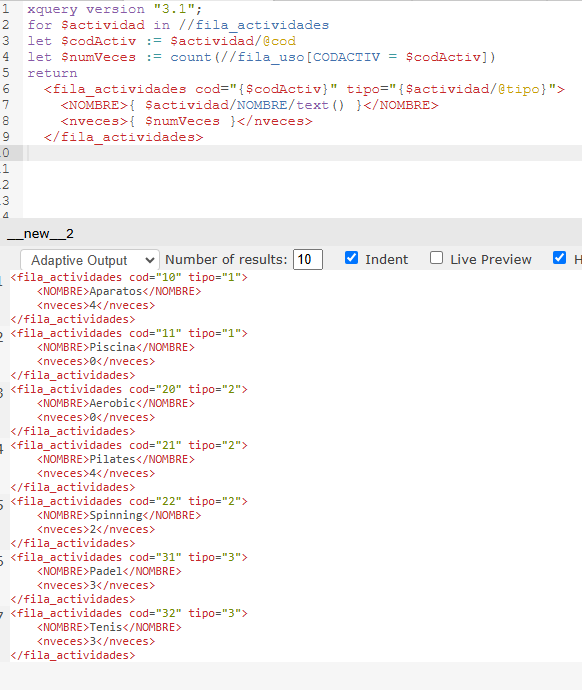 1 xquery version "3.1";
2 for $actividad in //fila_actividades
3 let $codActiv := $actividad/@cod
4 let $numVeces := count(//fila_uso[CODACTIV = $codActiv])
5 return
6 <fila_actividades cod="{$codActiv}" tipo="{$actividad/@tipo}">
7 <NOMBRE>{ $actividad/NOMBRE/text() }</NOMBRE>
8 <nveces>{ $numVeces }</nveces>
9 </fila_actividades>
0
1
2
3
4
__new__2
Adaptive Output Number of results: 10 Indent Live Preview H
1 <fila_actividades cod="10" tipo="1">
<NOMBRE>Aparatos</NOMBRE>
<nveces>4</nveces>
</fila_actividades>
2 <fila_actividades cod="11" tipo="1">
<NOMBRE>Piscina</NOMBRE>
<nveces>0</nveces>
</fila_actividades>
3 <fila_actividades cod="20" tipo="2">
<NOMBRE>Aerobic</NOMBRE>
<nveces>0</nveces>
</fila_actividades>
4 <fila_actividades cod="21" tipo="2">
<NOMBRE>Pilates</NOMBRE>
<nveces>4</nveces>
</fila_actividades>
5 <fila_actividades cod="22" tipo="2">
<NOMBRE>Spinning</NOMBRE>
<nveces>2</nveces>
</fila_actividades>
6 <fila_actividades cod="31" tipo="3">
<NOMBRE>Padel</NOMBRE>
<nveces>3</nveces>
</fila_actividades>
7 <fila_actividades cod="32" tipo="3">
<NOMBRE>Tenis</NOMBRE>
<nveces>3</nveces>
</fila_actividades>